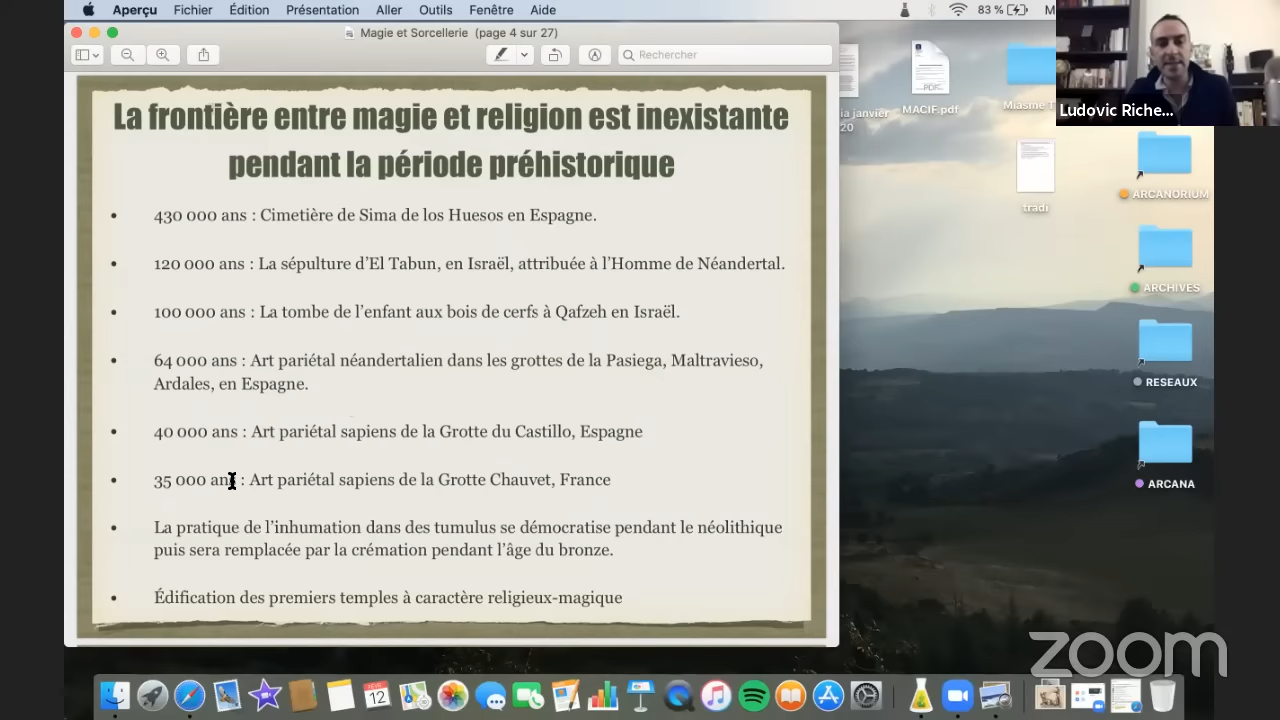 Aperçu Fichier Édition Présentation Aller Outils Fenêtre Aide 83 % M
Magie et Sorcellerie (page 4 sur 27)
Rechercher
La frontière entre magie et religion est inexistante
pendant la période préhistorique
• 430 000 ans : Cimetière de Sima de los Huesos en Espagne.
• 120 000 ans : La sépulture d'El Tabun, en Israël, attribuée à l'Homme de Néandertal.
• 100 000 ans : La tombe de l'enfant aux bois de cerfs à Qafzeh en Israël.
• 64 000 ans : Art pariétal néandertalien dans les grottes de la Pasiega, Maltravieso,
Ardales, en Espagne.
• 40 000 ans : Art pariétal sapiens de la Grotte du Castillo, Espagne
• 35 000 ans : Art pariétal sapiens de la Grotte Chauvet, France
• La pratique de l'inhumation dans des tumulus se démocratise pendant le néolithique
puis sera remplacée par la crémation pendant l'âge du bronze.
• Édification des premiers temples à caractère religieux-magique
Ludovic Riche...
PDF
ia janvier
20
MACIF.pdf
Miasme T
tradi
ARCANORIUM
ARCHIVES
RESEAUX
ARCANA
zoom
12